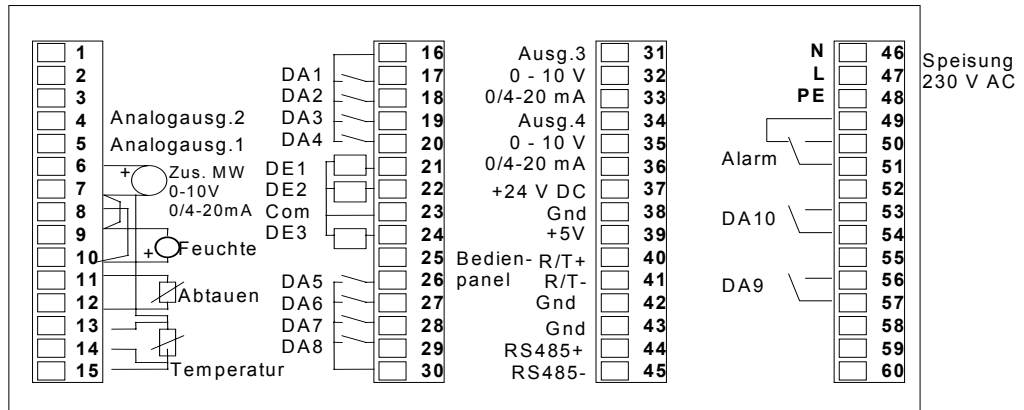 1
2
3
4 Analogausg.2
5 Analogausg.1
6
7
8
9
10
11
12
13
14
15
+ Zus. MW
0-10V
0/4-20mA
+ Feuchte
Abtauen
Temperatur
16
DA1 17
DA2 18
DA3 19
DA4 20
DE1 21
DE2 22
Com 23
DE3 24
25
DA5 26
DA6 27
DA7 28
DA8 29
30
Ausg.3 31
0 - 10 V 32
0/4-20 mA 33
Ausg.4 34
0 - 10 V 35
0/4-20 mA 36
+24 V DC 37
Gnd 38
+5V 39
Bedien- R/T+ 40
panel R/T- 41
Gnd 42
Gnd 43
RS485+ 44
RS485- 45
N 46
L 47
PE 48
49
50
Alarm 51
52
DA10 53
54
55
DA9 56
57
58
59
60
Speisung
230 V AC